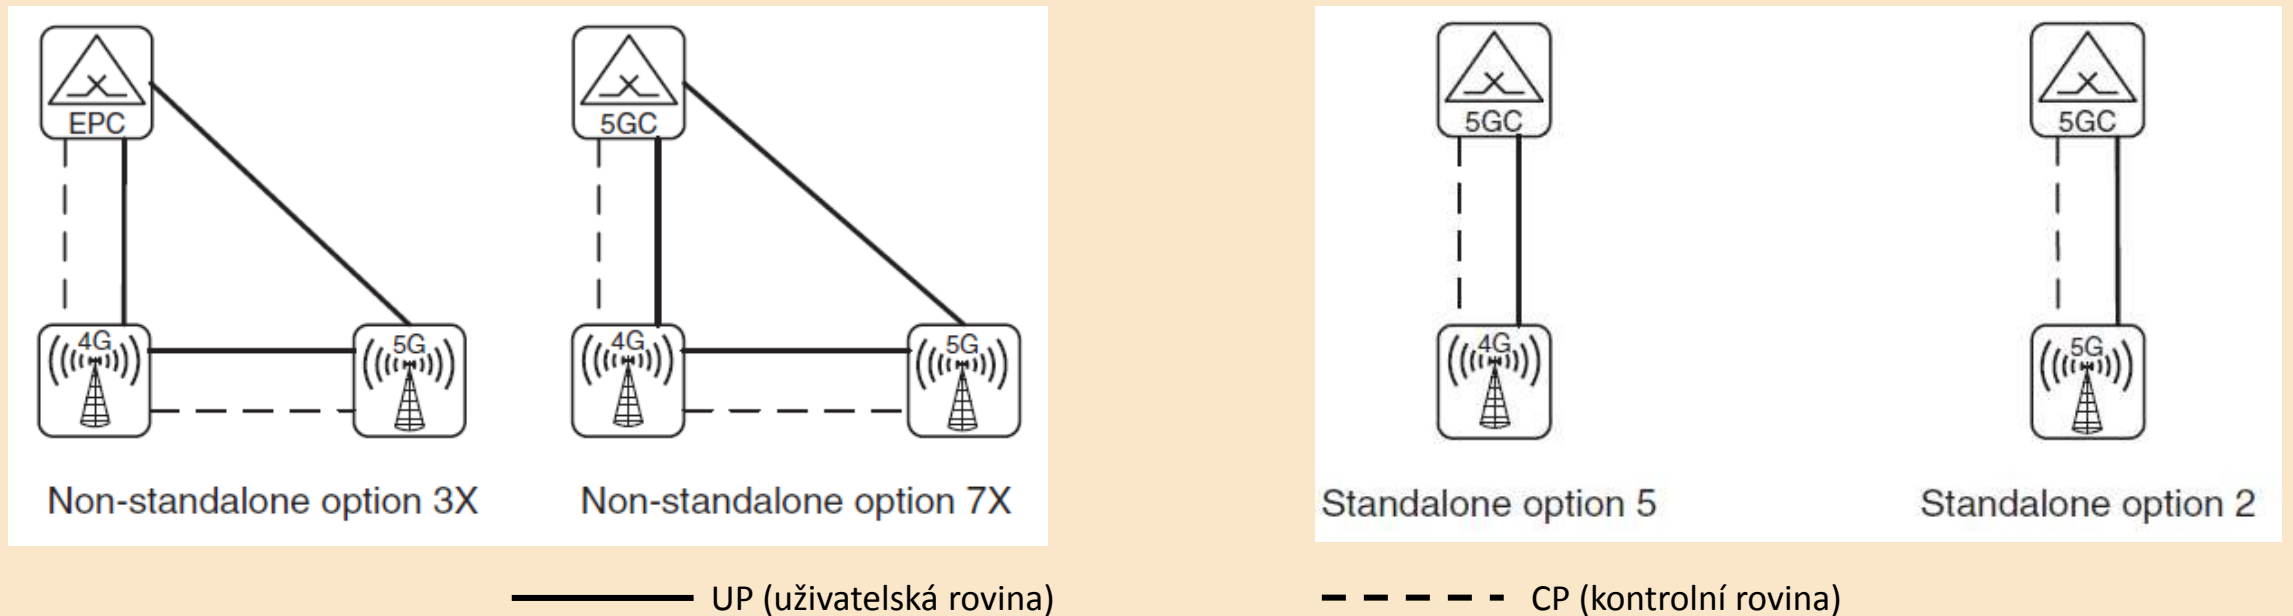 EPC
5GC
5GC
5GC
4G
5G
4G
5G
4G
5G
Non-standalone option 3X
Non-standalone option 7X
Standalone option 5
Standalone option 2
UP (uživatelská rovina)
CP (kontrolní rovina)